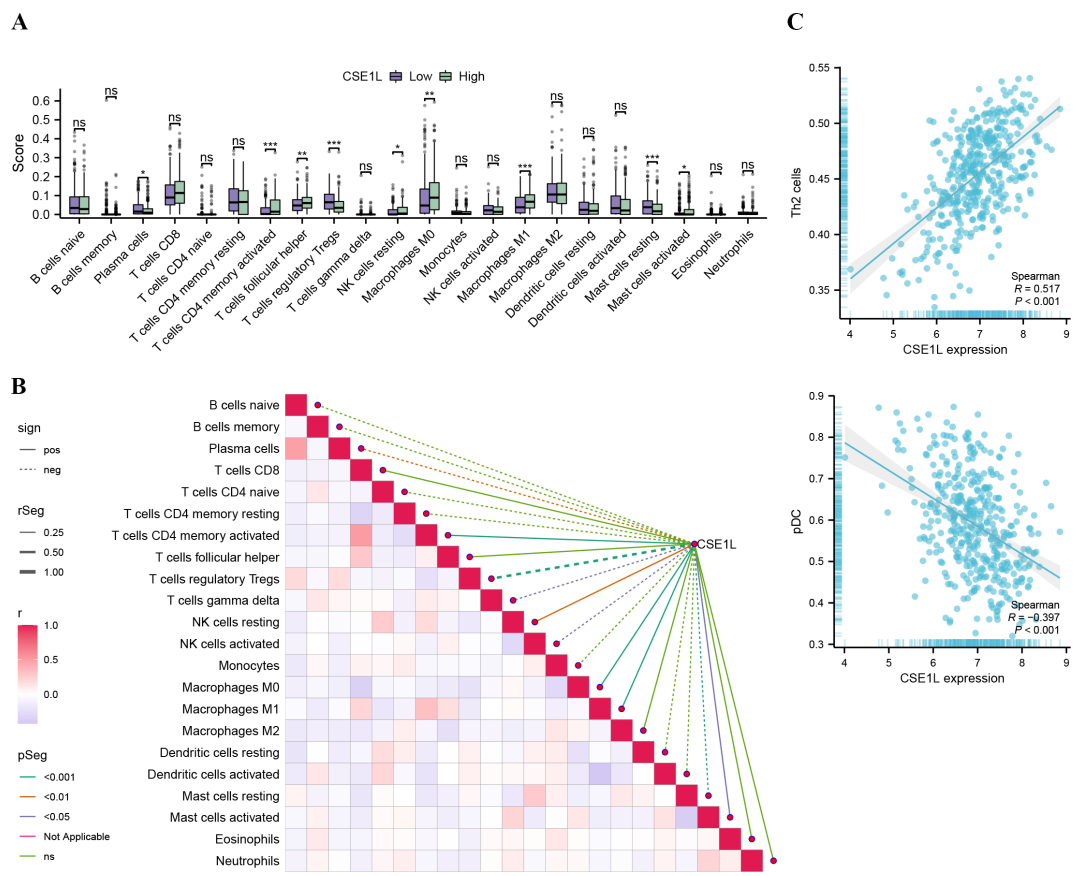 A
CSE1L Low High
Score
0.6
0.5
0.4
0.3
0.2
0.1
0.0
ns ns * ns ns ns *** ** *** ns * ** ns ns *** ns ns ns *** * ns ns
B cells naive
B cells memory
Plasma cells
T cells CD8
T cells CD4 naive
T cells CD4 memory resting
T cells CD4 memory activated
T cells follicular helper
T cells regulatory Tregs
T cells gamma delta
NK cells resting
Macrophages M0
Monocytes
NK cells activated
Macrophages M1
Macrophages M2
Dendritic cells resting
Dendritic cells activated
Mast cells resting
Mast cells activated
Eosinophils
Neutrophils
B
sign
pos
neg
rSeg
0.25
0.50
1.00
r
1.0
0.5
0.0
pSeg
<0.001
<0.01
<0.05
Not Applicable
ns
B cells naive
B cells memory
Plasma cells
T cells CD8
T cells CD4 naive
T cells CD4 memory resting
T cells CD4 memory activated
T cells follicular helper
T cells regulatory Tregs
T cells gamma delta
NK cells resting
NK cells activated
Monocytes
Macrophages M0
Macrophages M1
Macrophages M2
Dendritic cells resting
Dendritic cells activated
Mast cells resting
Mast cells activated
Eosinophils
Neutrophils
CSE1L
C
Th2 cells
0.55
0.50
0.45
0.40
0.35
Spearman
R = 0.517
P < 0.001
4 5 6 7 8 9
CSE1L expression
pDC
0.9
0.8
0.7
0.6
0.5
0.4
0.3
Spearman
R = −0.397
P < 0.001
4 5 6 7 8 9
CSE1L expression